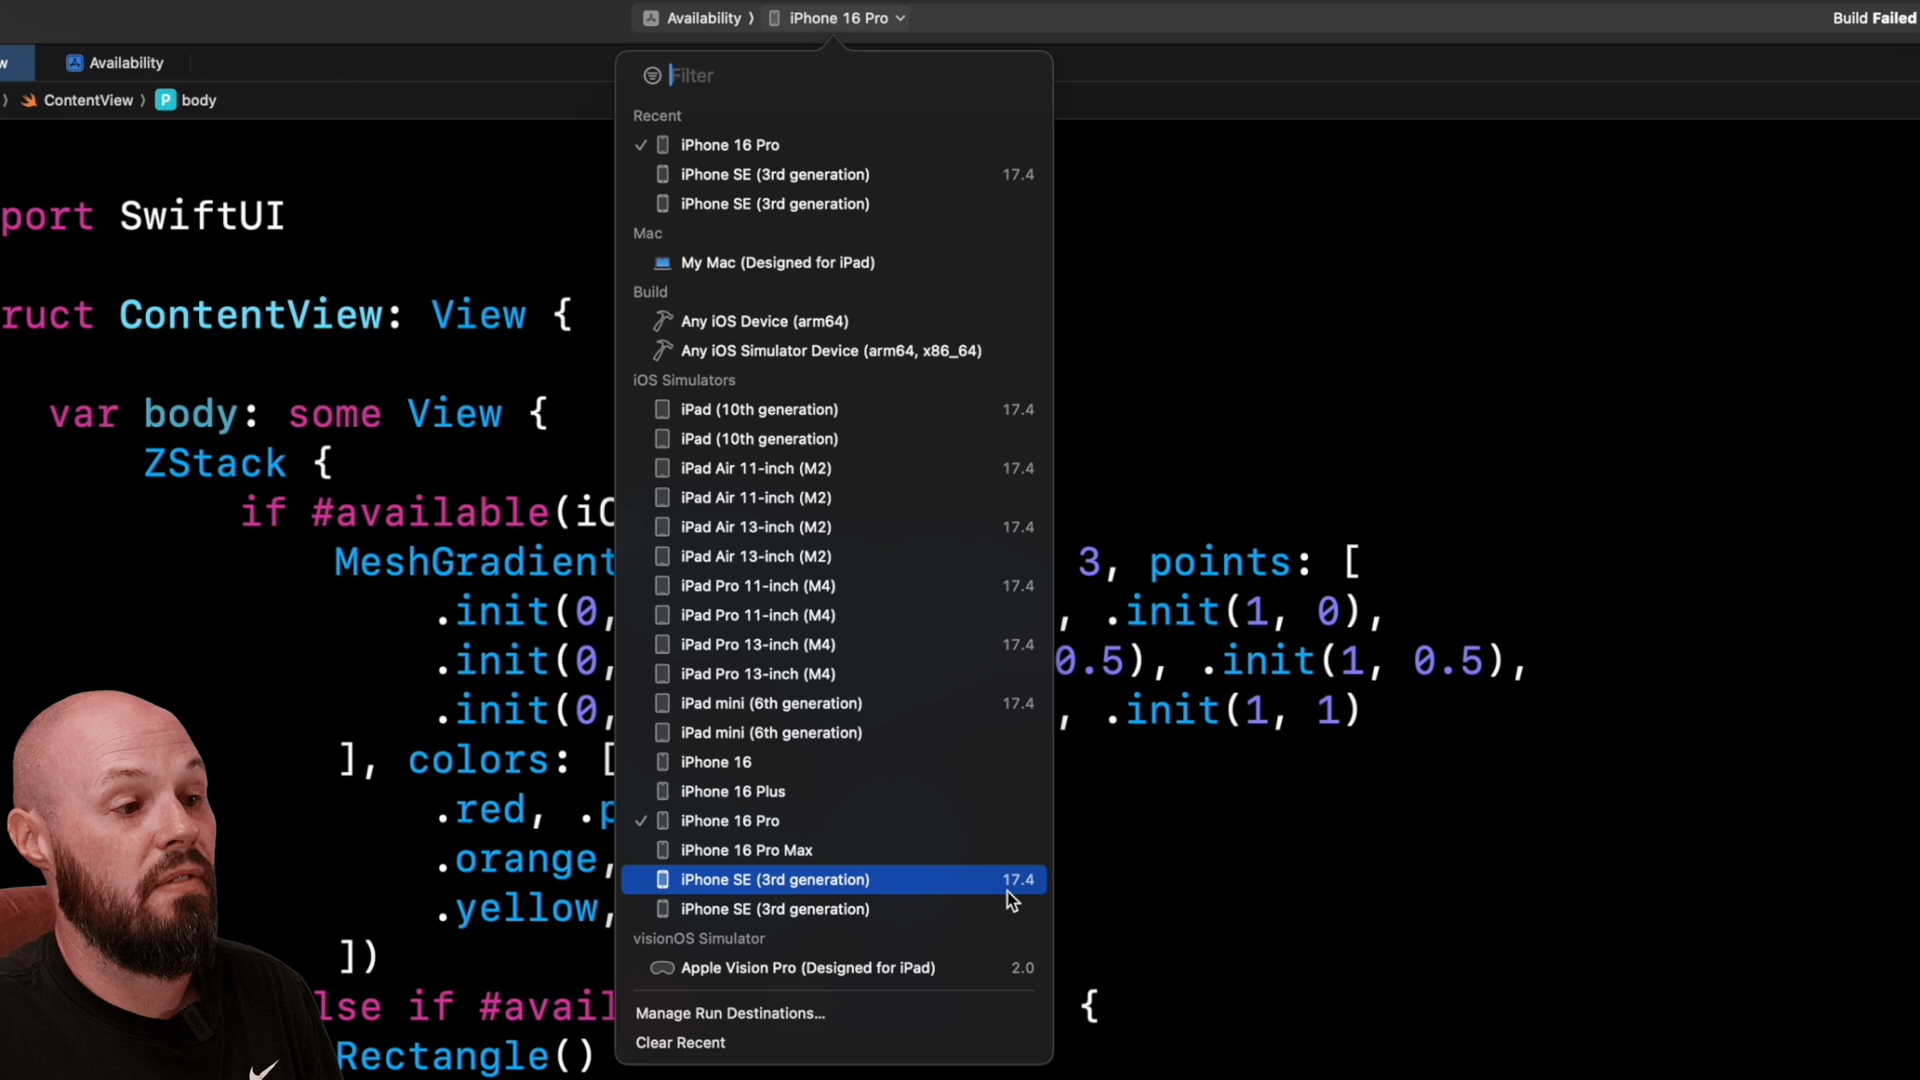 Availability 〉 iPhone 16 Pro
Build Failed
w
Availability
〉 ContentView 〉 P body
Filter
Recent
iPhone 16 Pro
iPhone SE (3rd generation) 17.4
iPhone SE (3rd generation)
Mac
My Mac (Designed for iPad)
Build
Any iOS Device (arm64)
Any iOS Simulator Device (arm64, x86_64)
iOS Simulators
iPad (10th generation) 17.4
iPad (10th generation)
iPad Air 11-inch (M2) 17.4
iPad Air 11-inch (M2)
iPad Air 13-inch (M2) 17.4
iPad Air 13-inch (M2)
iPad Pro 11-inch (M4) 17.4
iPad Pro 11-inch (M4)
iPad Pro 13-inch (M4) 17.4
iPad Pro 13-inch (M4)
iPad mini (6th generation) 17.4
iPad mini (6th generation)
iPhone 16
iPhone 16 Plus
iPhone 16 Pro
iPhone 16 Pro Max
iPhone SE (3rd generation) 17.4
iPhone SE (3rd generation)
visionOS Simulator
Apple Vision Pro (Designed for iPad) 2.0
Manage Run Destinations...
Clear Recent
port SwiftUI
ruct ContentView: View {
var body: some View {
ZStack {
if #available(iO
MeshGradient 3, points: [
.init(0, , .init(1, 0),
.init(0, 0.5), .init(1, 0.5),
.init(0, , .init(1, 1)
], colors: [
.red, .p
.orange,
.yellow,
])
lse if #avail {
Rectangle()